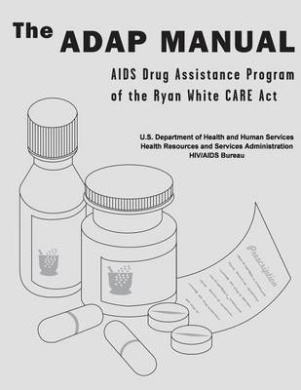 The
ADAP MANUAL
AIDS Drug Assistance Program
of the Ryan White CARE Act
U.S. Department of Health and Human Services
Health Resources and Services Administration
HIV/AIDS Bureau
Prescription